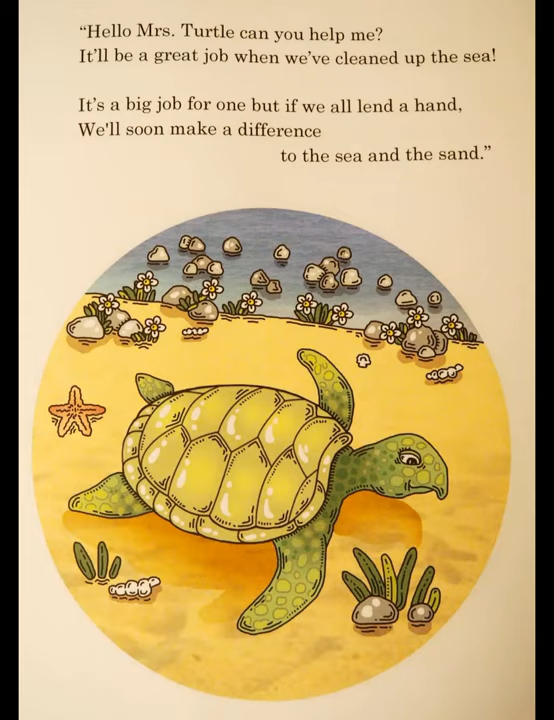 “Hello Mrs. Turtle can you help me?
It’ll be a great job when we’ve cleaned up the sea!
It’s a big job for one but if we all lend a hand,
We'll soon make a difference
to the sea and the sand.”